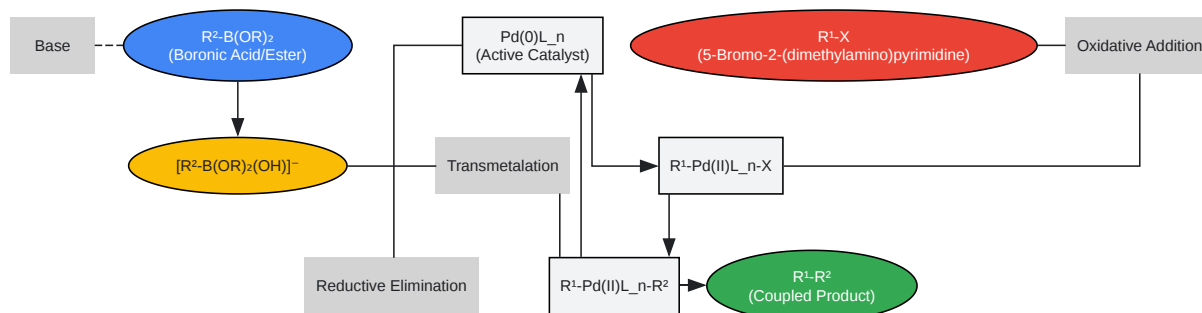 Base
R²-B(OR)₂
(Boronic Acid/Ester)
Pd(0)L_n
(Active Catalyst)
R¹-X
(5-Bromo-2-(dimethylamino)pyrimidine)
Oxidative Addition
[R²-B(OR)₂(OH)]⁻
Transmetalation
R¹-Pd(II)L_n-X
Reductive Elimination
R¹-Pd(II)L_n-R²
R¹-R²
(Coupled Product)